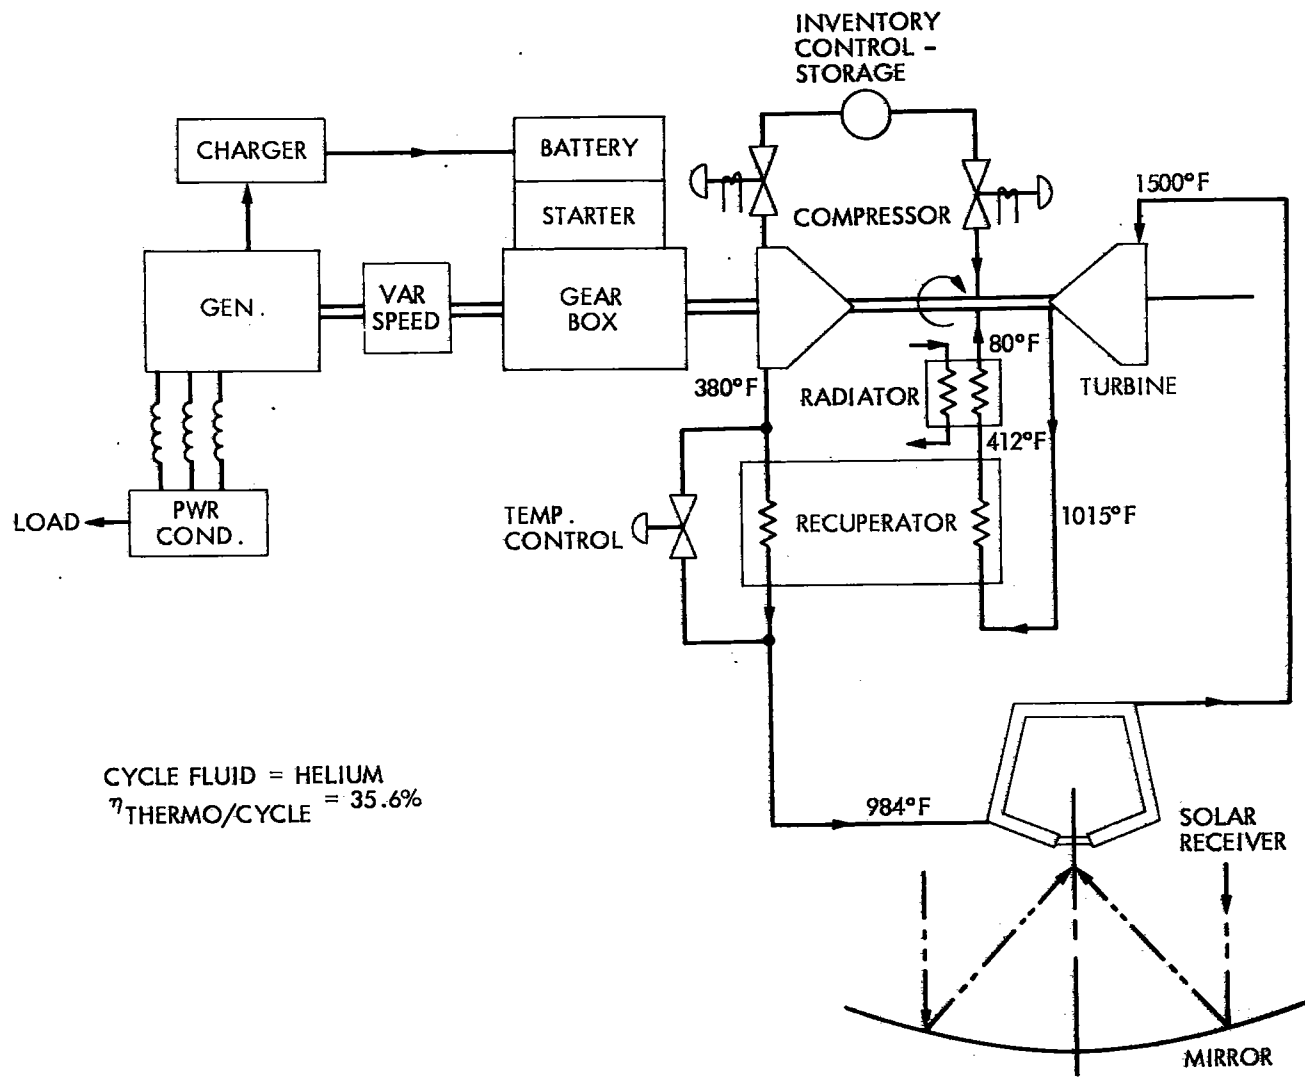 INVENTORY
CONTROL -
STORAGE
CHARGER
BATTERY
STARTER
COMPRESSOR
1500°F
GEN.
VAR
SPEED
GEAR
BOX
80°F
380°F
RADIATOR
TURBINE
412°F
LOAD
PWR
COND.
TEMP.
CONTROL
RECUPERATOR
1015°F
CYCLE FLUID = HELIUM
ηTHERMO/CYCLE = 35.6%
984°F
SOLAR
RECEIVER
MIRROR